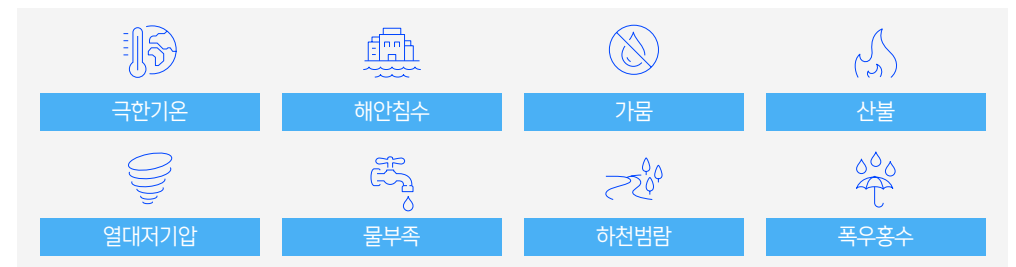 극한기온
해안침수
가뭄
산불
열대저기압
물부족
하천범람
폭우홍수